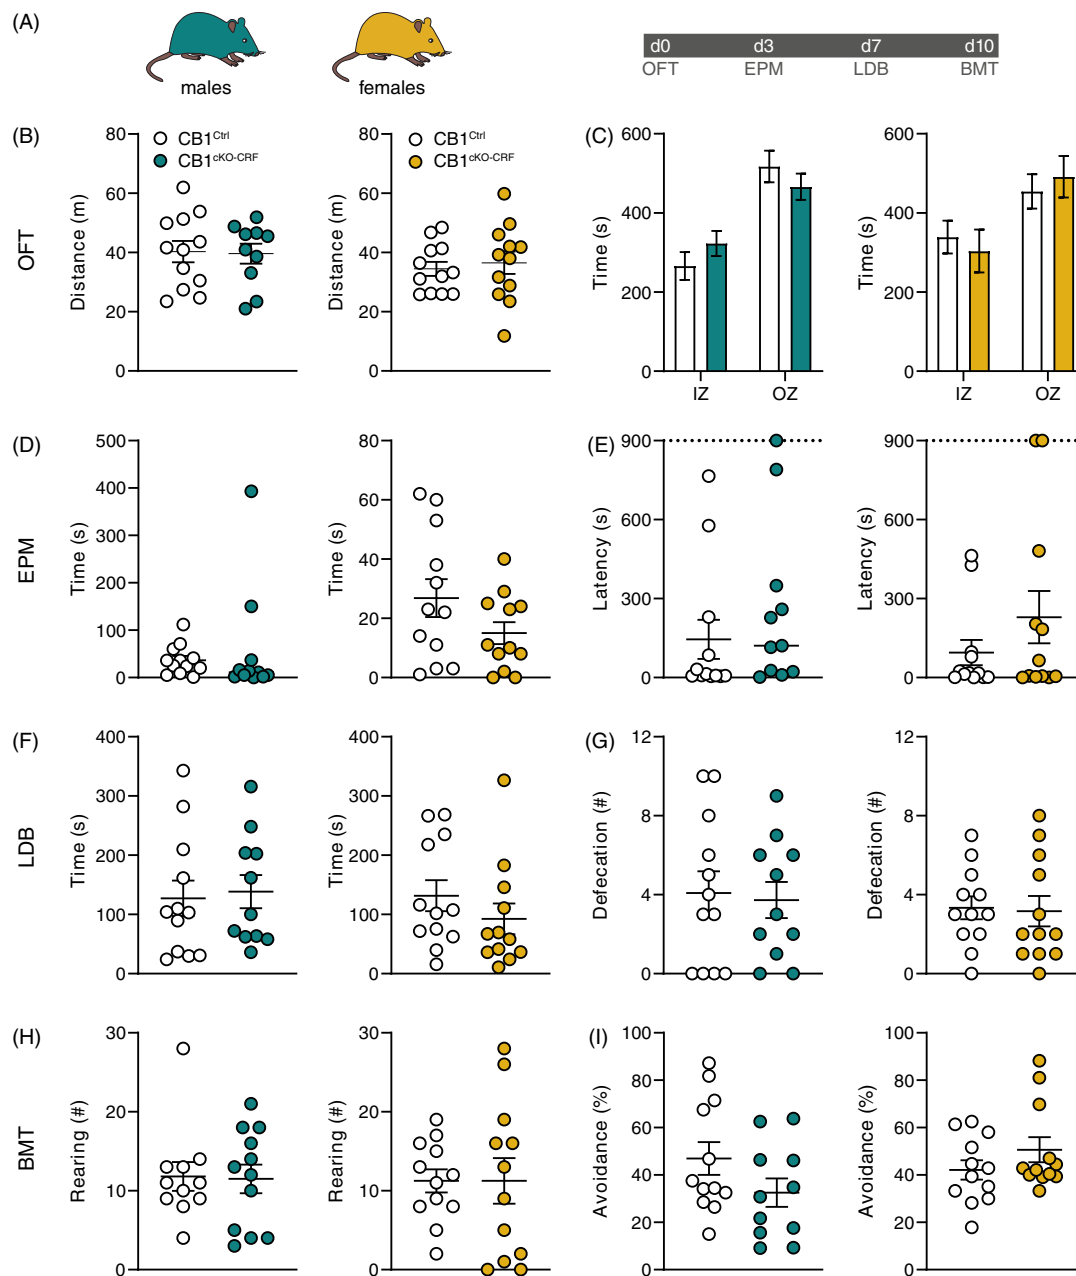 (A)
males
females
d0 d3 d7 d10
OFT EPM LDB BMT
OFT
(B)
Distance (m)
80
60
40
20
0
CB1Ctrl
CB1cKO-CRF
Distance (m)
80
60
40
20
0
CB1Ctrl
CB1cKO-CRF
(C)
Time (s)
600
400
200
0
IZ OZ
Time (s)
600
400
200
0
IZ OZ
EPM
(D)
Time (s)
500
400
300
200
100
0
Time (s)
80
60
40
20
0
(E)
Latency (s)
900
600
300
0
Latency (s)
900
600
300
0
LDB
(F)
Time (s)
400
300
200
100
0
Time (s)
400
300
200
100
0
(G)
Defecation (#)
12
8
4
0
Defecation (#)
12
8
4
0
BMT
(H)
Rearing (#)
30
20
10
0
Rearing (#)
30
20
10
0
(I)
Avoidance (%)
100
80
60
40
20
0
Avoidance (%)
100
80
60
40
20
0